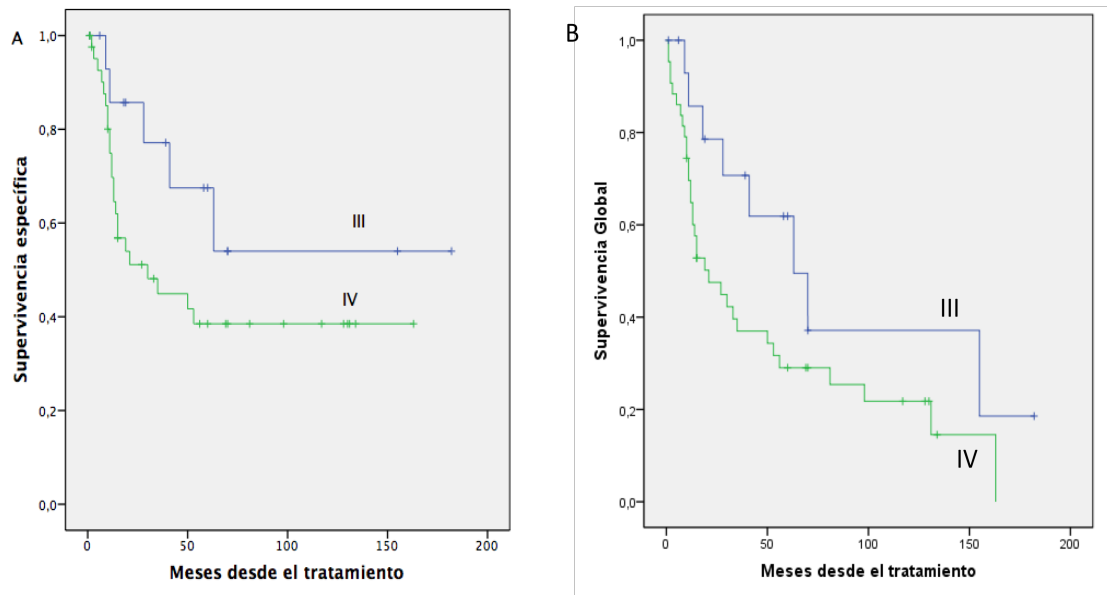 A
Supervivencia específica
1,0
0,8
0,6
0,4
0,2
0,0
III
IV
0
50
100
150
200
Meses desde el tratamiento
B
Supervivencia Global
1,0
0,8
0,6
0,4
0,2
0,0
III
IV
0
50
100
150
200
Meses desde el tratamiento